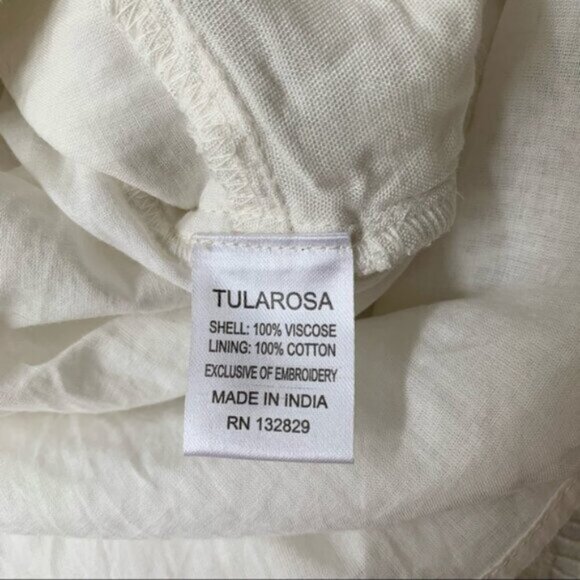 TULAROSA
SHELL: 100% VISCOSE
LINING: 100% COTTON
EXCLUSIVE OF EMBROIDERY
MADE IN INDIA
RN 132829